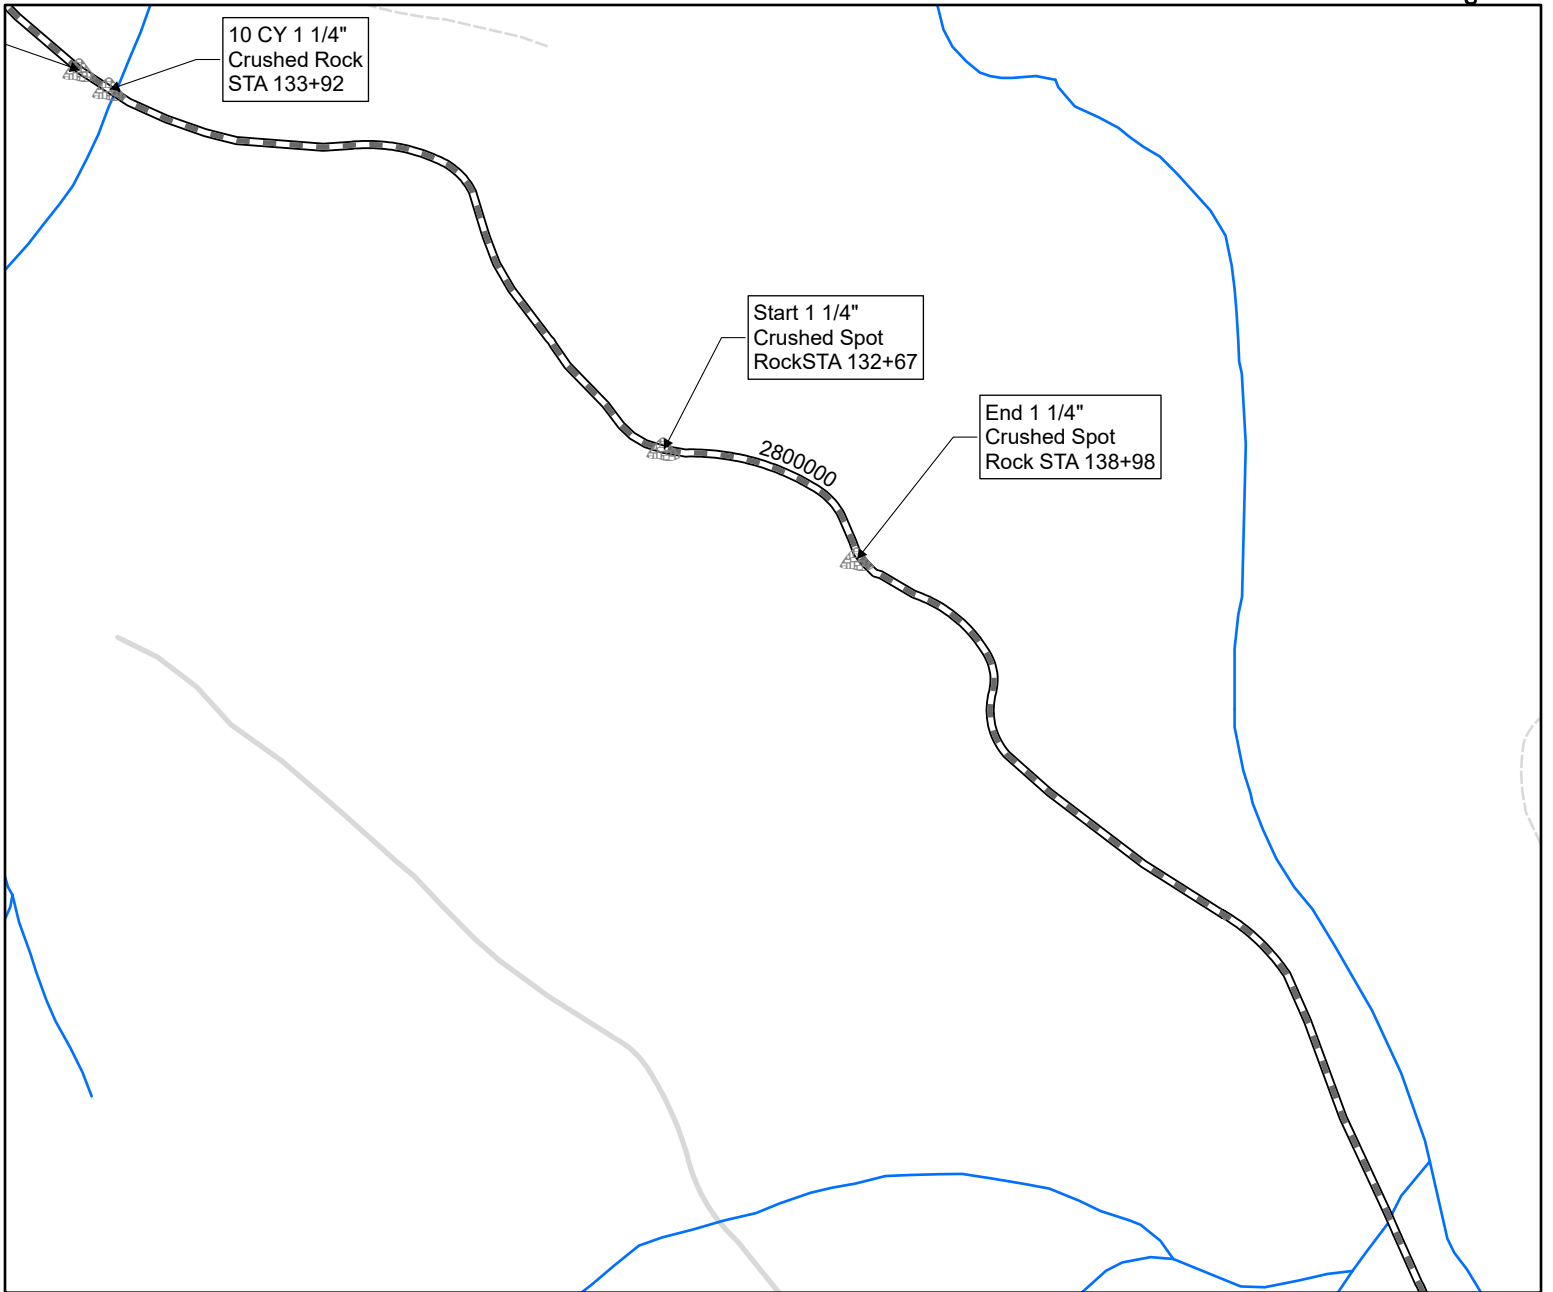 10 CY 1 1/4"
Crushed Rock
STA 133+92
Start 1 1/4"
Crushed Spot
RockSTA 132+67
2800000
End 1 1/4"
Crushed Spot
Rock STA 138+98